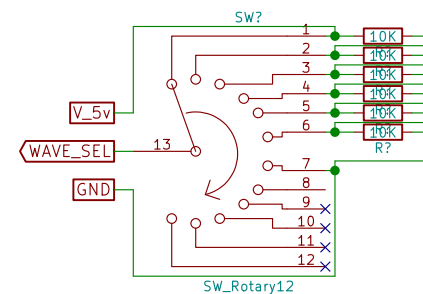 SW?
1
10K
2
10K
3
10K
4
10K
V_5v
5
10K
6
10K
13
WAVE_SEL
R?
7
GND
8
9
10
11
12
SW_Rotary12